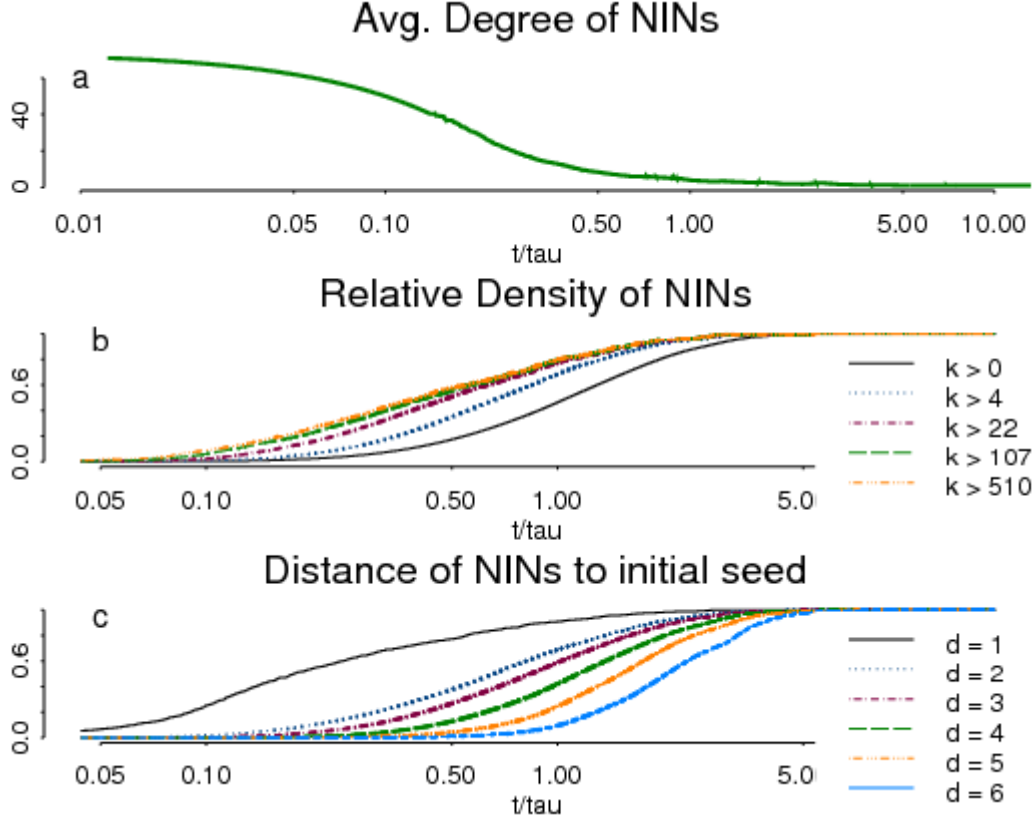 Avg. Degree of NINs
a
40
0
0.01 0.05 0.10 0.50 1.00 5.00 10.00
t/tau
Relative Density of NINs
b
0.6
0.0
k > 0
k > 4
k > 22
k > 107
k > 510
0.05 0.10 0.50 1.00 5.0
t/tau
Distance of NINs to initial seed
c
0.6
0.0
d = 1
d = 2
d = 3
d = 4
d = 5
d = 6
0.05 0.10 0.50 1.00 5.0
t/tau